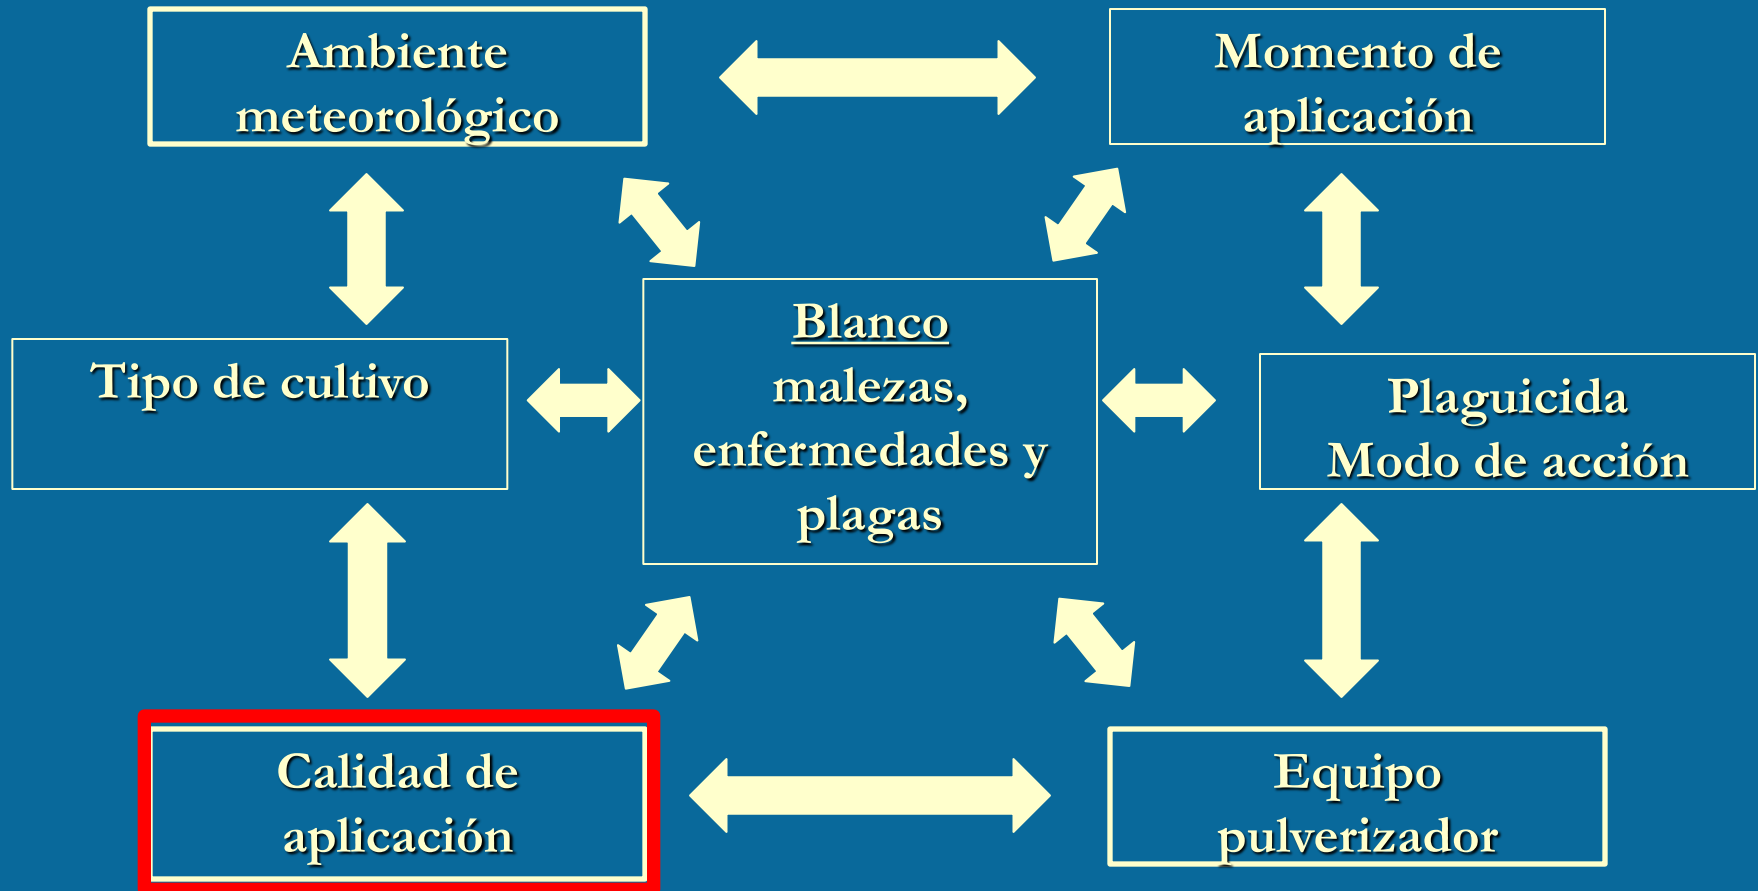 Ambiente
meteorológico
Momento de
aplicación
Blanco
malezas,
enfermedades y
plagas
Tipo de cultivo
Plaguicida
Modo de acción
Calidad de
aplicación
Equipo
pulverizador